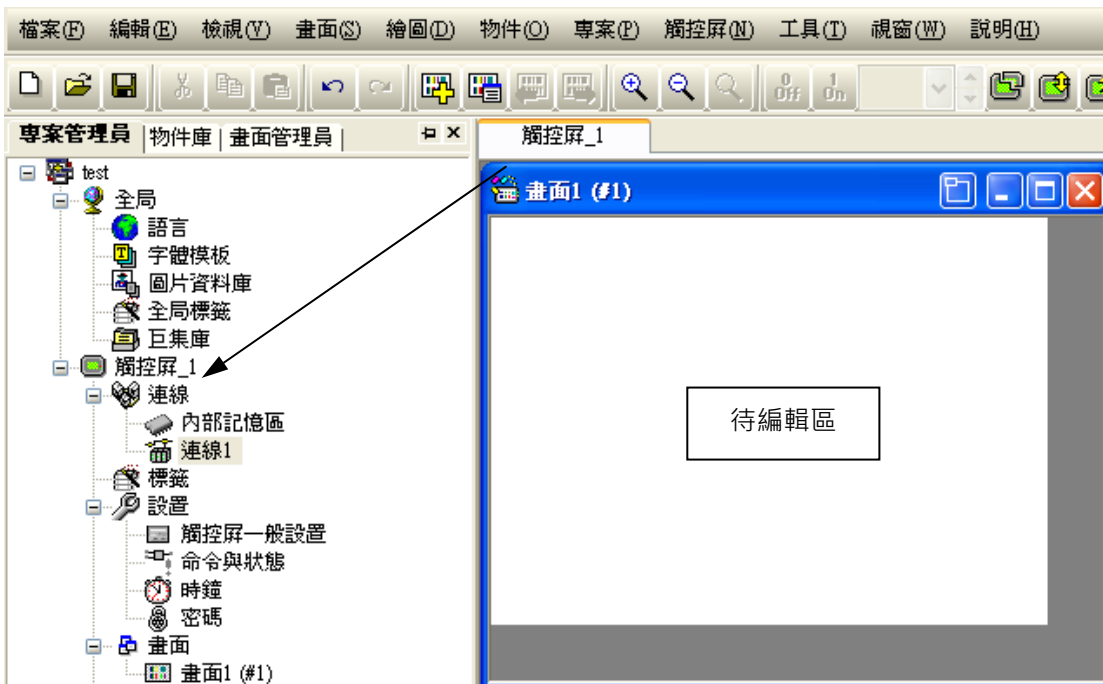 檔案(F) 編輯(E) 檢視(V) 畫面(S) 繪圖(D) 物件(O) 專案(P) 觸控屏(N) 工具(T) 視窗(W) 說明(H)
0 Off 1 On
專案管理員 物件庫 畫面管理員 觸控屏_1
test
畫面1 (#1)
全局
語言
字體模板
圖片資料庫
全局標籤
巨集庫
觸控屏_1
連線
內部記憶區
待編輯區
連線1
標籤
設置
觸控屏一般設置
命令與狀態
時鐘
密碼
畫面
畫面1 (#1)